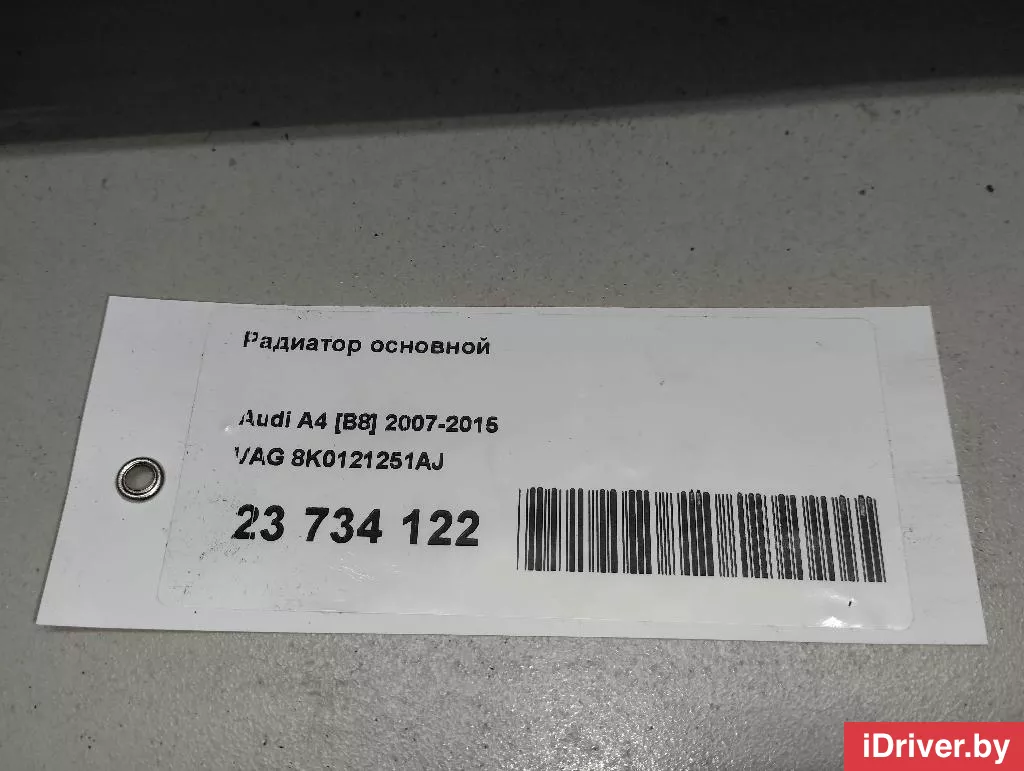 Радиатор основной
Audi A4 [B8] 2007-2015
VAG 8K0121251AJ
23 734 122
iDriver.by